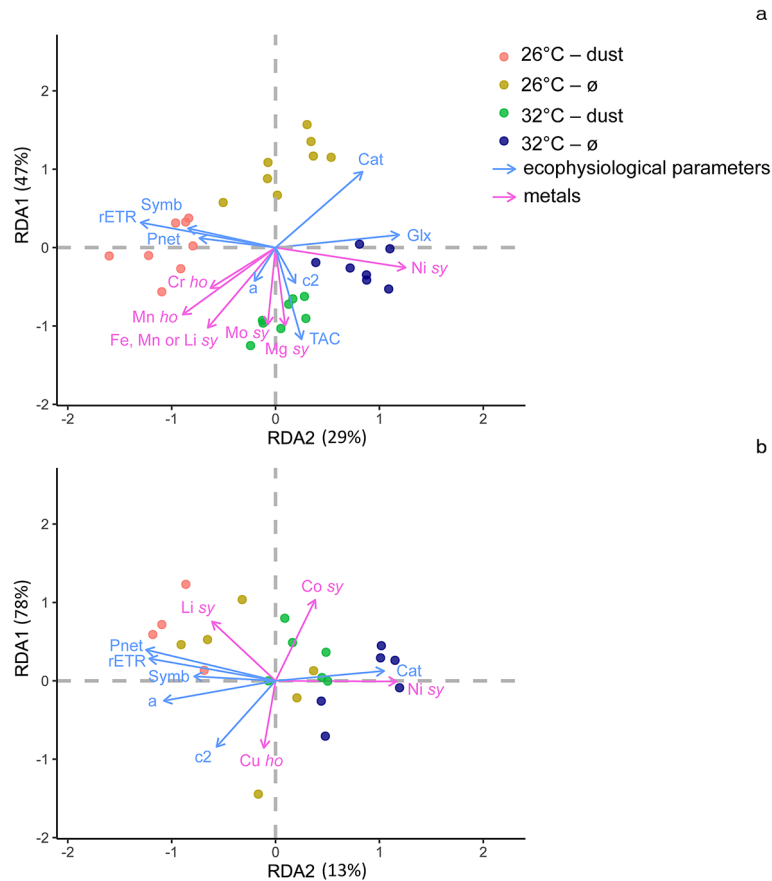 a
26°C – dust
26°C – ø
32°C – dust
32°C – ø
ecophysiological parameters
metals
RDA1 (47%)
2
1
0
-1
-2
Cat
Symb
rETR
Pnet
Glx
Ni sy
Cr ho
a
c2
Mn ho
Fe, Mn or Li sy
Mo sy
Mg sy
TAC
-2
-1
0
1
2
RDA2 (29%)
b
RDA1 (78%)
2
1
0
-1
-2
Co sy
Li sy
Pnet
rETR
Symb
Cat
Ni sy
a
c2
Cu ho
-2
-1
0
1
2
RDA2 (13%)